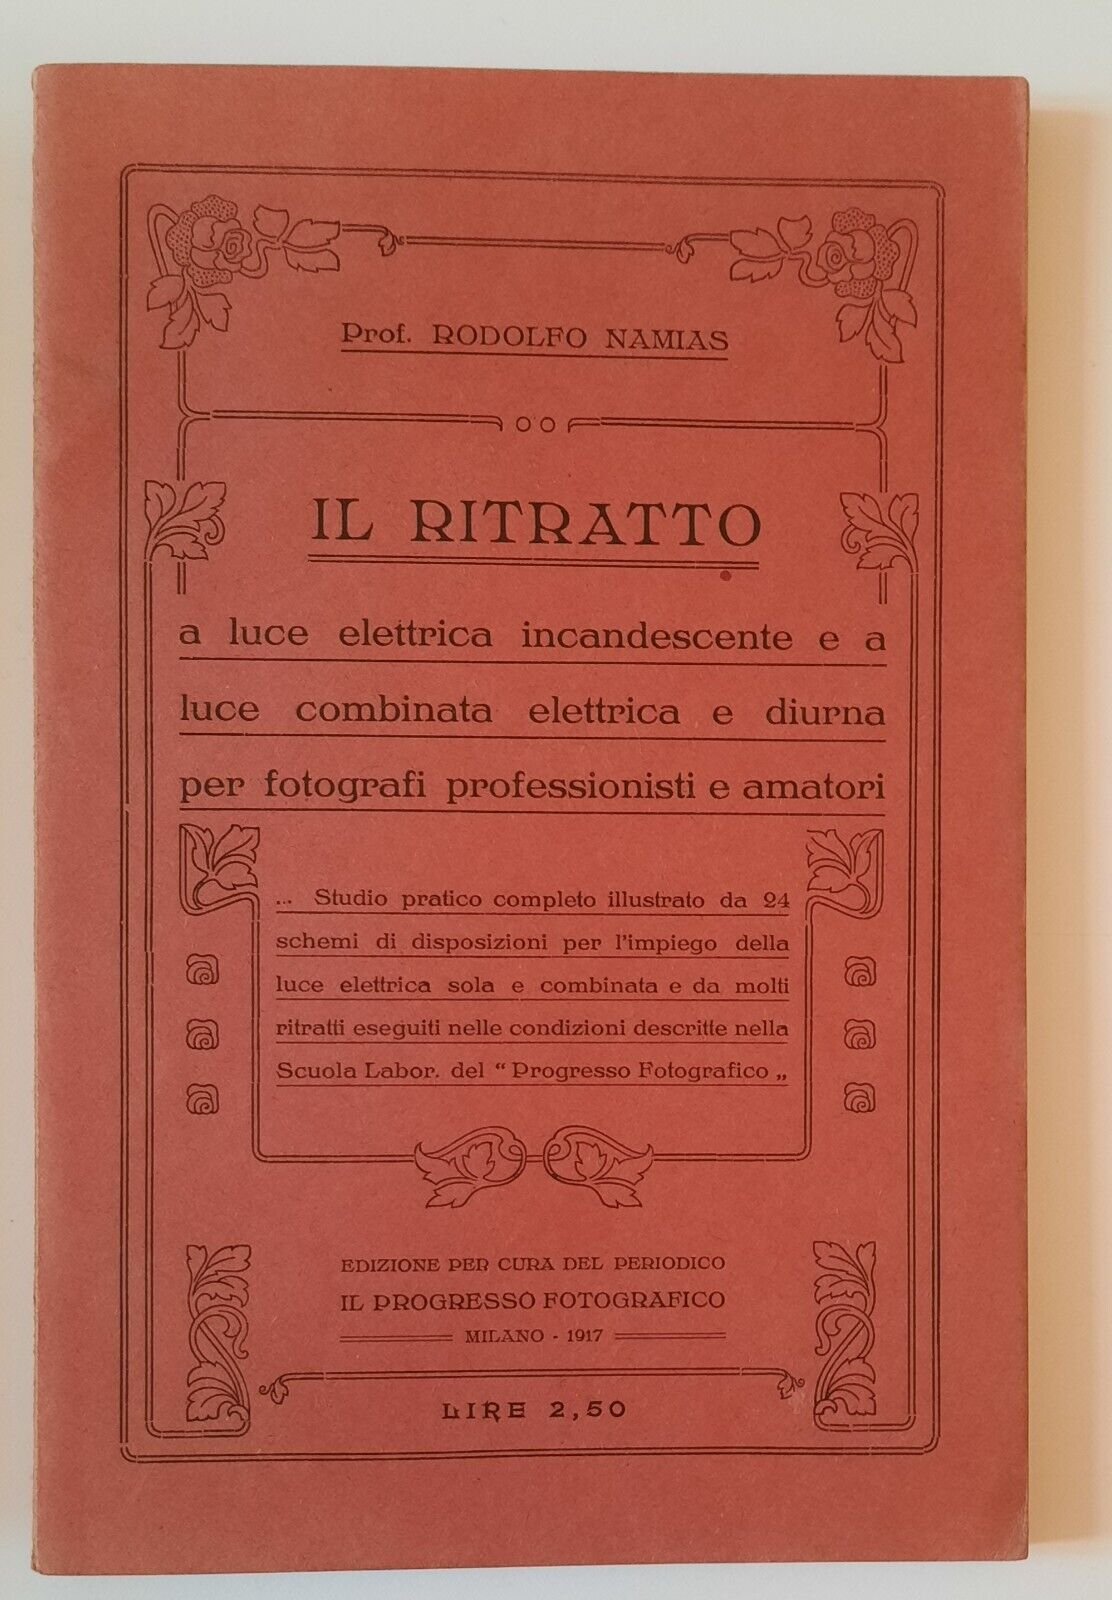 Prof. RODOLFO NAMIAS
IL RITRATTO
a luce elettrica incandescente e a
luce combinata elettrica e diurna
per fotografi professionisti e amatori
... Studio pratico completo illustrato da 24
schemi di disposizioni per l'impiego della
luce elettrica sola e combinata e da molti
ritratti eseguiti nelle condizioni descritte nella
Scuola Labor. del “ Progresso Fotografico „
EDIZIONE PER CURA DEL PERIODICO
IL PROGRESSO FOTOGRAFICO
MILANO - 1917
LIRE 2,50